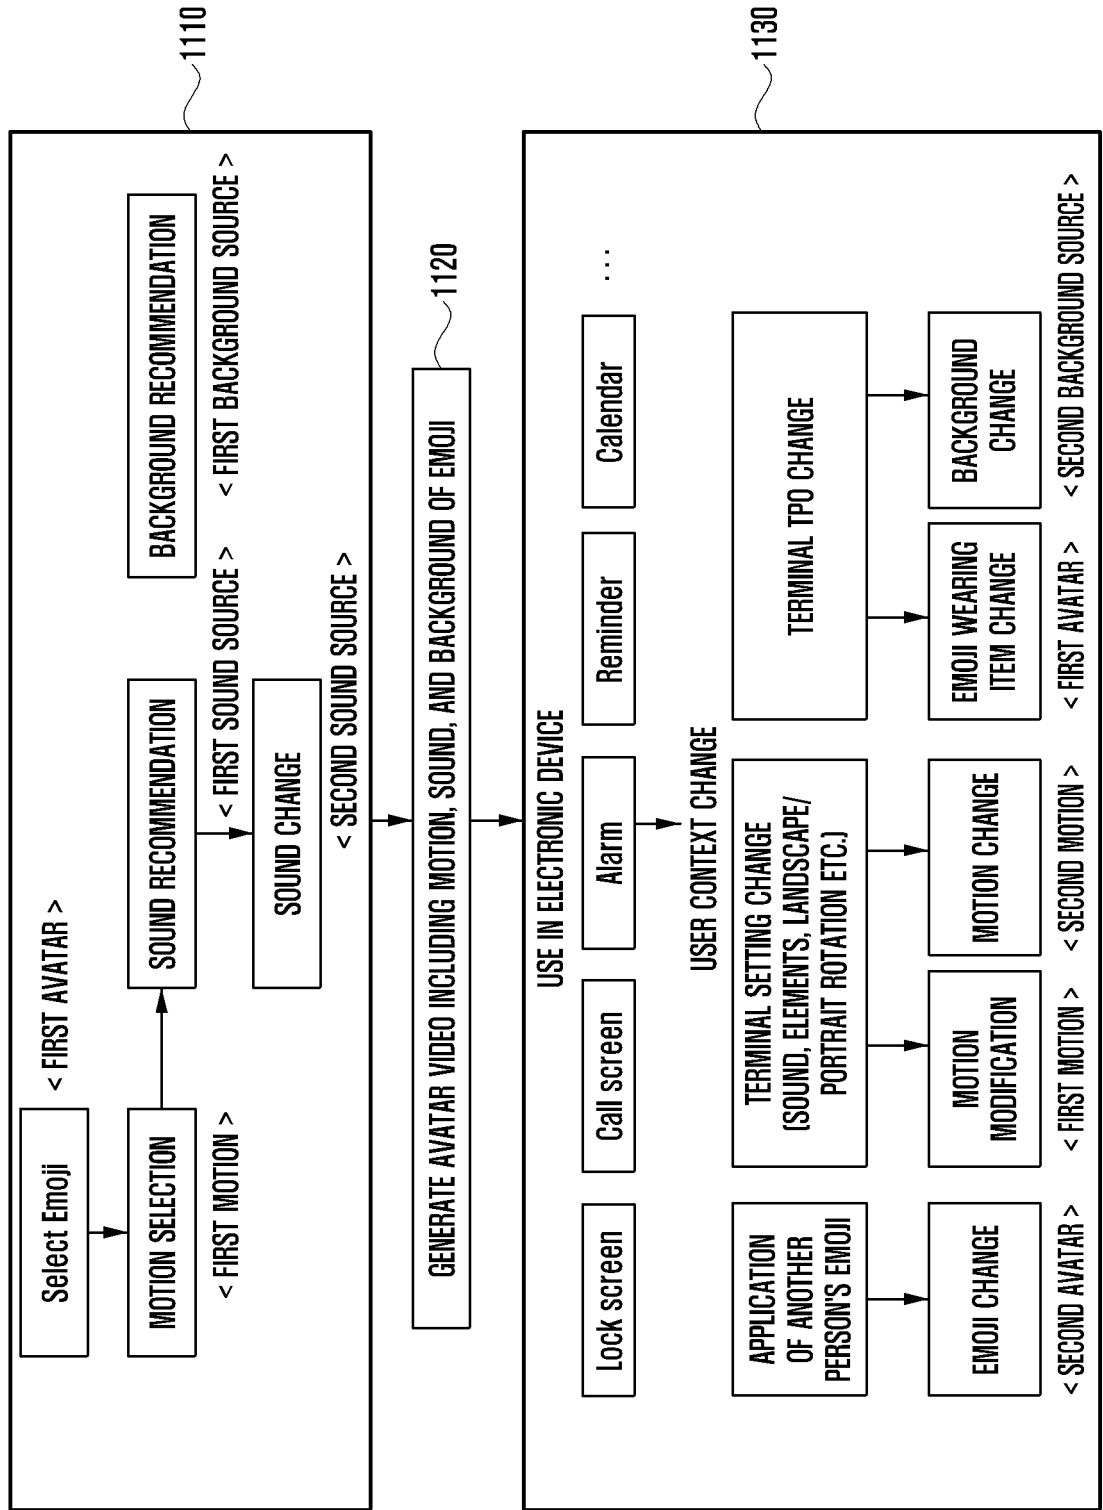 1110
Select Emoji
< FIRST AVATAR >
MOTION SELECTION
< FIRST MOTION >
SOUND RECOMMENDATION
< FIRST SOUND SOURCE >
SOUND CHANGE
< SECOND SOUND SOURCE >
BACKGROUND RECOMMENDATION
< FIRST BACKGROUND SOURCE >
1120
GENERATE AVATAR VIDEO INCLUDING MOTION, SOUND, AND BACKGROUND OF EMOJI
1130
USE IN ELECTRONIC DEVICE
Lock screen
Call screen
Alarm
Reminder
Calendar
...
USER CONTEXT CHANGE
APPLICATION
OF ANOTHER
PERSON'S EMOJI
EMOJI CHANGE
< SECOND AVATAR >
TERMINAL SETTING CHANGE
(SOUND, ELEMENTS, LANDSCAPE/
PORTRAIT ROTATION ETC.)
MOTION
MODIFICATION
< FIRST MOTION >
MOTION CHANGE
< SECOND MOTION >
TERMINAL TPO CHANGE
EMOJI WEARING
ITEM CHANGE
< FIRST AVATAR >
BACKGROUND
CHANGE
< SECOND BACKGROUND SOURCE >